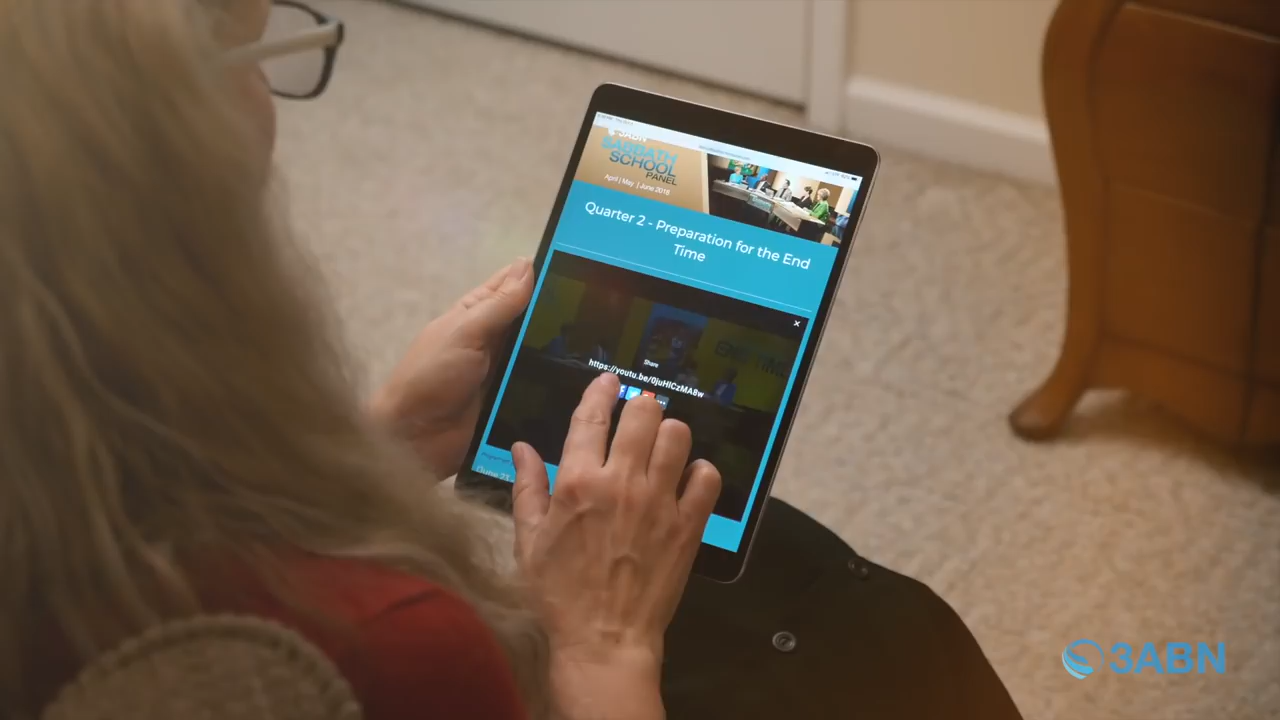 3ABN
SABBATH
SCHOOL
PANEL
April | May | June 2018
Quarter 2 - Preparation for the End
Time
Share
https://youtu.be/0juHICzMA8w
3ABN